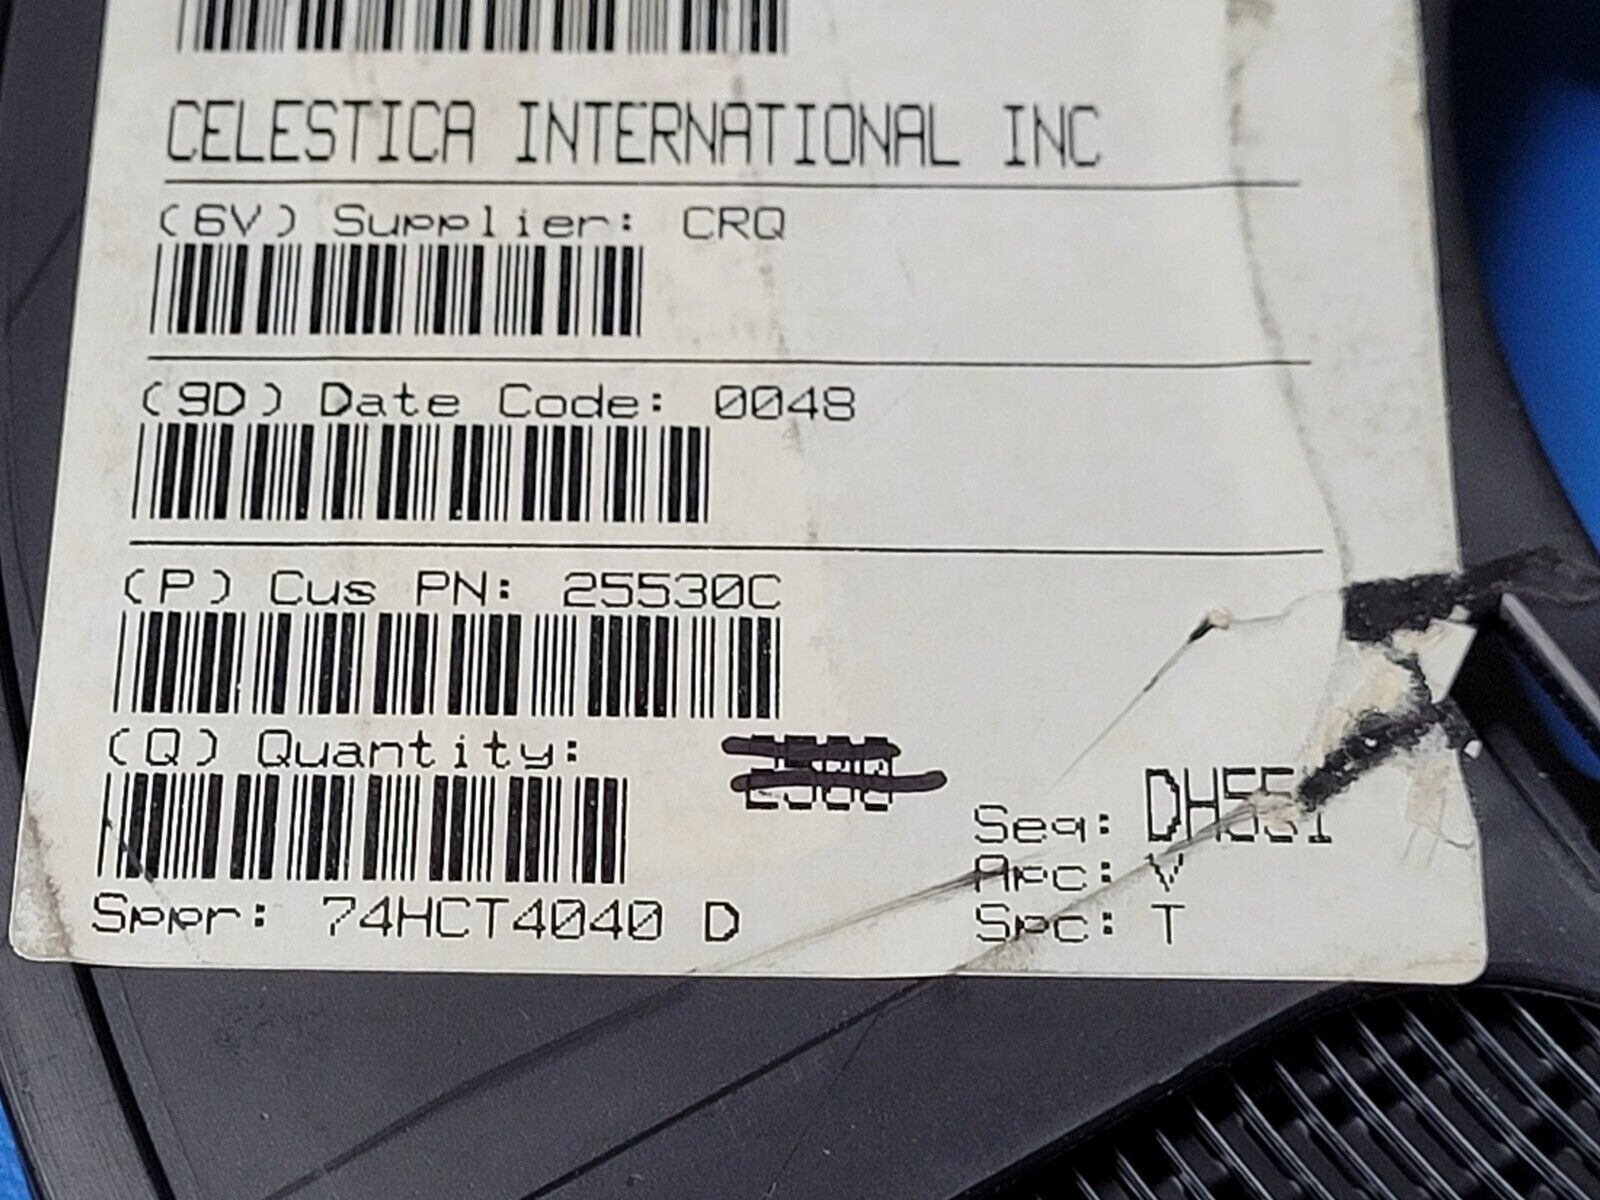 CELESTICA INTERNATIONAL INC
(6V) Supplier: CRQ
(9D) Date Code: 0048
(P) Cus PN: 25530C
(Q) Quantity:
Seq: DH551
Apc: V
Sppr: 74HCT4040 D
Spc: T